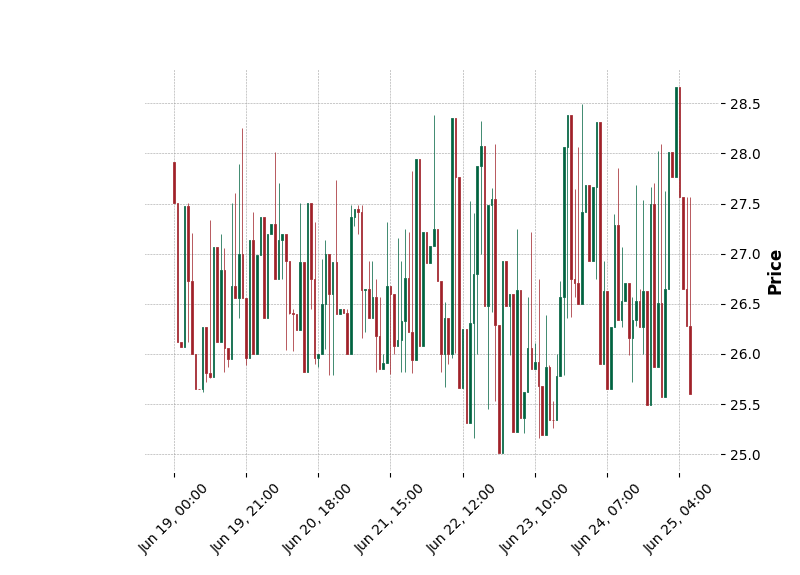 28.5
28.0
27.5
27.0
26.5
26.0
25.5
25.0
Price
Jun 19, 00:00
Jun 19, 21:00
Jun 20, 18:00
Jun 21, 15:00
Jun 22, 12:00
Jun 23, 10:00
Jun 24, 07:00
Jun 25, 04:00